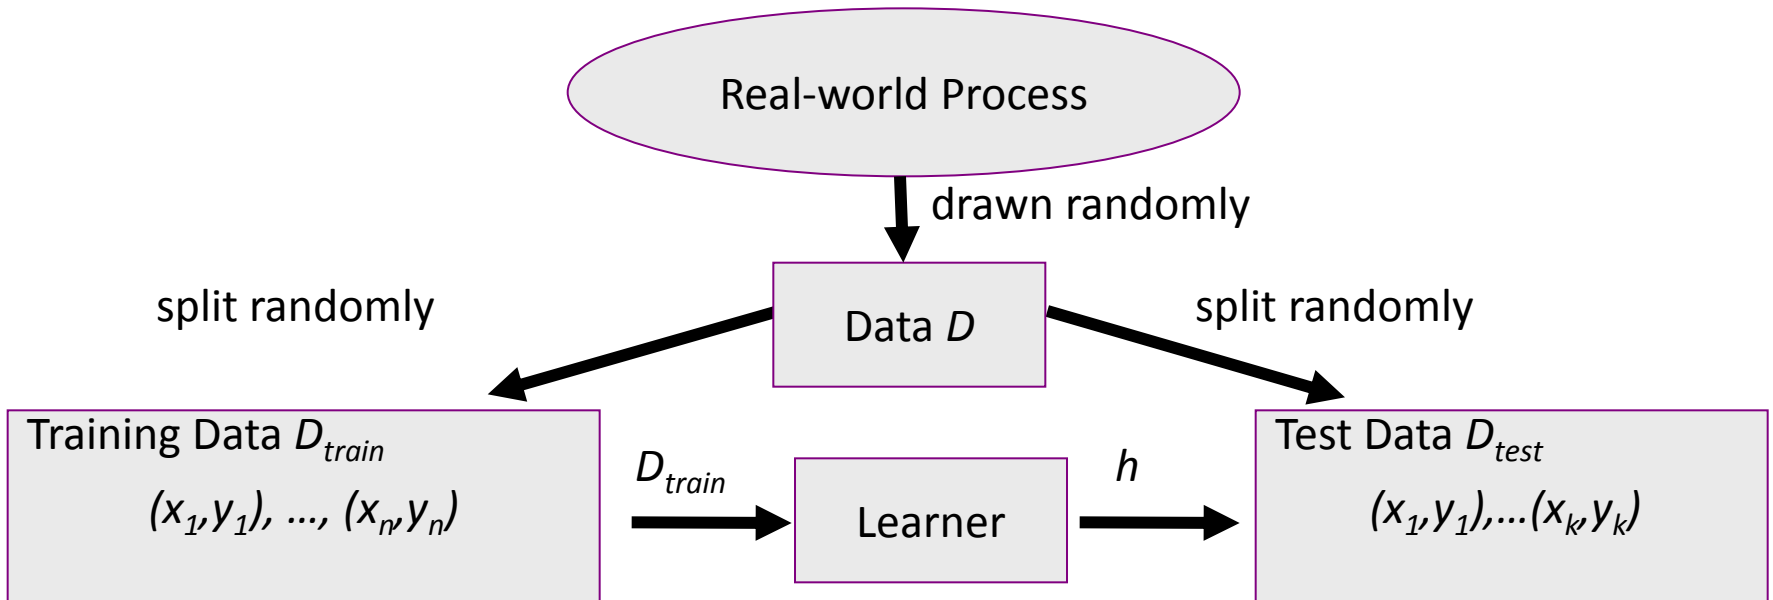 Real-world Process
drawn randomly
split randomly
split randomly
Data D
Training Data D_train
(x_1,y_1), …, (x_n,y_n)
D_train
Learner
h
Test Data D_test
(x_1,y_1),…(x_k,y_k)